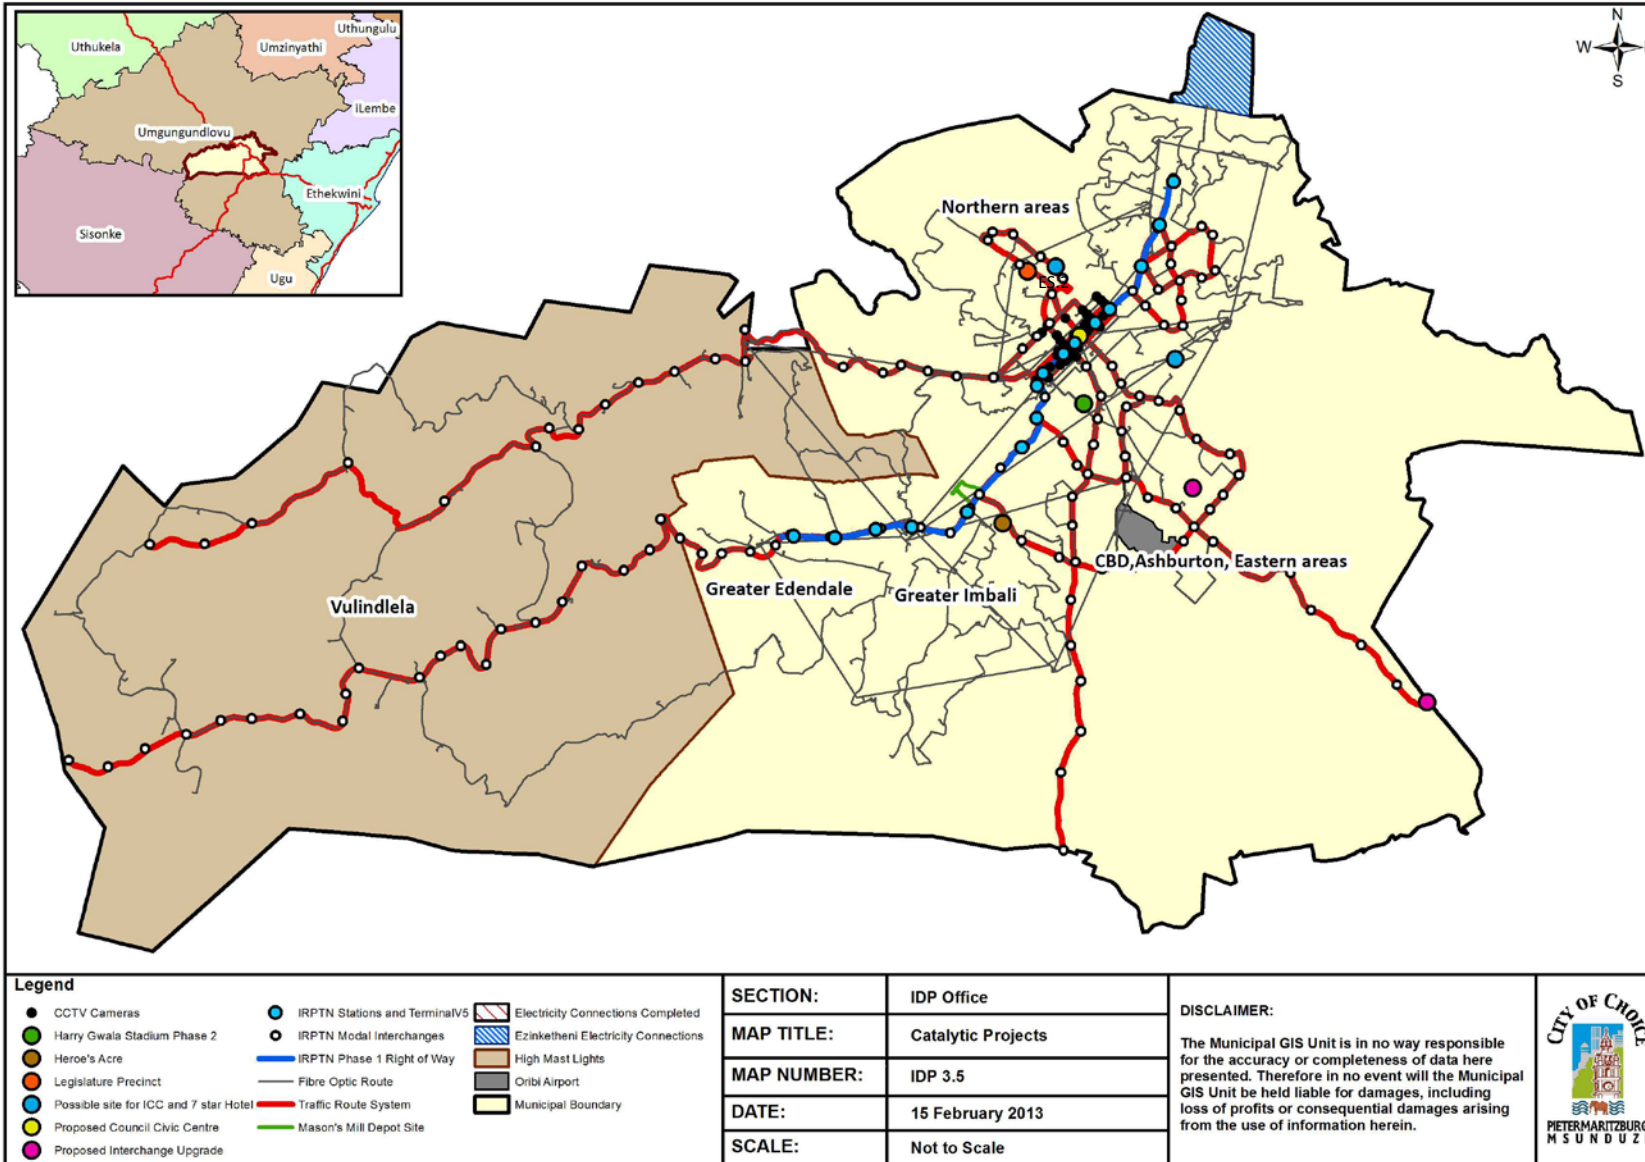 Uthungulu
Uthukela
Umzinyathi
ILembe
Umgungundlovu
Ethekwini
Sisonke
Ugu
N
W
S
Northern areas
ES.2
CBD,Ashburton, Eastern areas
Greater Edendale
Greater Imbali
Vulindlela
Legend
CCTV Cameras
Harry Gwala Stadium Phase 2
Heroe's Acre
Legislature Precinct
Possible site for ICC and 7 star Hotel
Proposed Council Civic Centre
Proposed Interchange Upgrade
IRPTN Stations and TerminalV5
IRPTN Modal Interchanges
IRPTN Phase 1 Right of Way
Fibre Optic Route
Traffic Route System
Mason's Mill Depot Site
Electricity Connections Completed
Ezinketheni Electricity Connections
High Mast Lights
Oribi Airport
Municipal Boundary
SECTION: IDP Office
MAP TITLE: Catalytic Projects
MAP NUMBER: IDP 3.5
DATE: 15 February 2013
SCALE: Not to Scale
DISCLAIMER:
The Municipal GIS Unit is in no way responsible
for the accuracy or completeness of data here
presented. Therefore in no event will the Municipal
GIS Unit be held liable for damages, including
loss of profits or consequential damages arising
from the use of information herein.
CITY OF CHOICE
PIETERMARITZBURG
MSUNDUZ